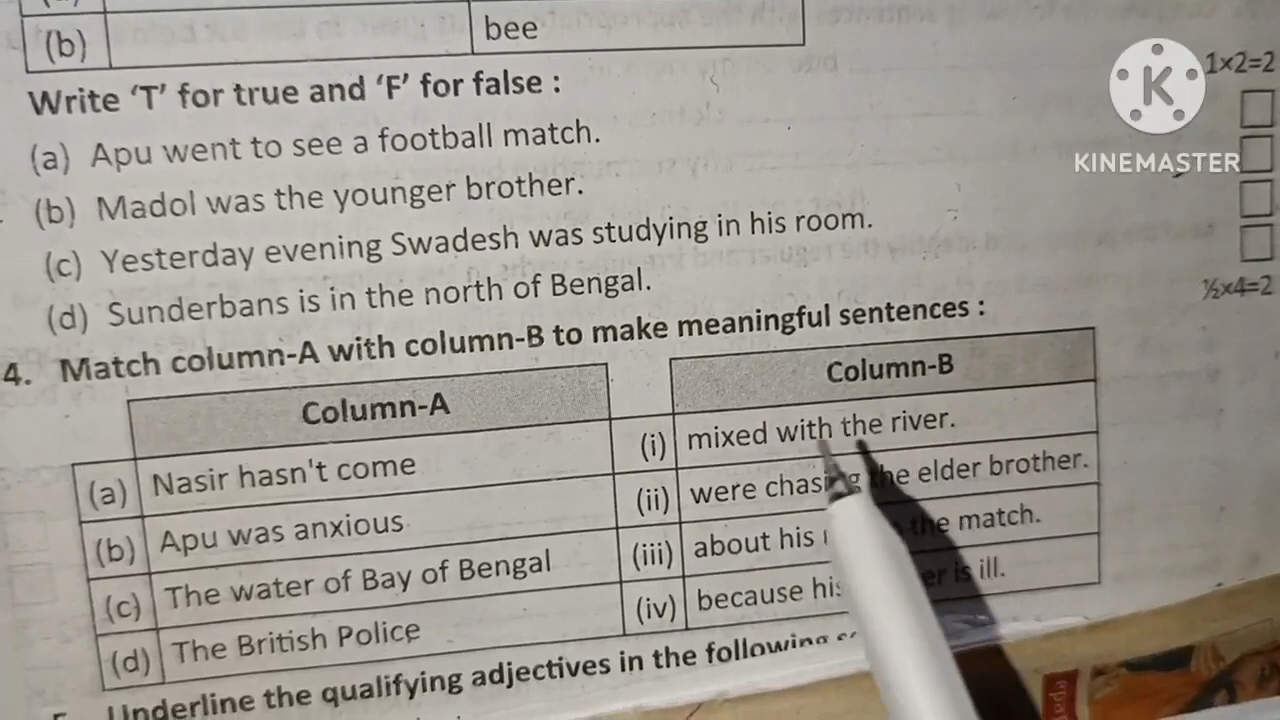 (b) bee
1×2=2
Write 'T' for true and 'F' for false :
(a) Apu went to see a football match.
(b) Madol was the younger brother.
(c) Yesterday evening Swadesh was studying in his room.
(d) Sunderbans is in the north of Bengal.
½×4=2
4. Match column-A with column-B to make meaningful sentences :
Column-A Column-B
(a) Nasir hasn't come (i) mixed with the river.
(b) Apu was anxious (ii) were chasing the elder brother.
(c) The water of Bay of Bengal (iii) about his the match.
(d) The British Police (iv) because his is ill.
Underline the qualifying adjectives in the following
K
KINEMASTER